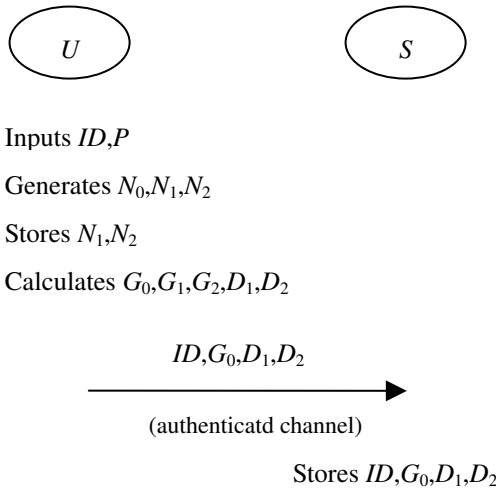 U S
Inputs ID,P
Generates N₀,N₁,N₂
Stores N₁,N₂
Calculates G₀,G₁,G₂,D₁,D₂
ID,G₀,D₁,D₂
(authenticatd channel)
Stores ID,G₀,D₁,D₂